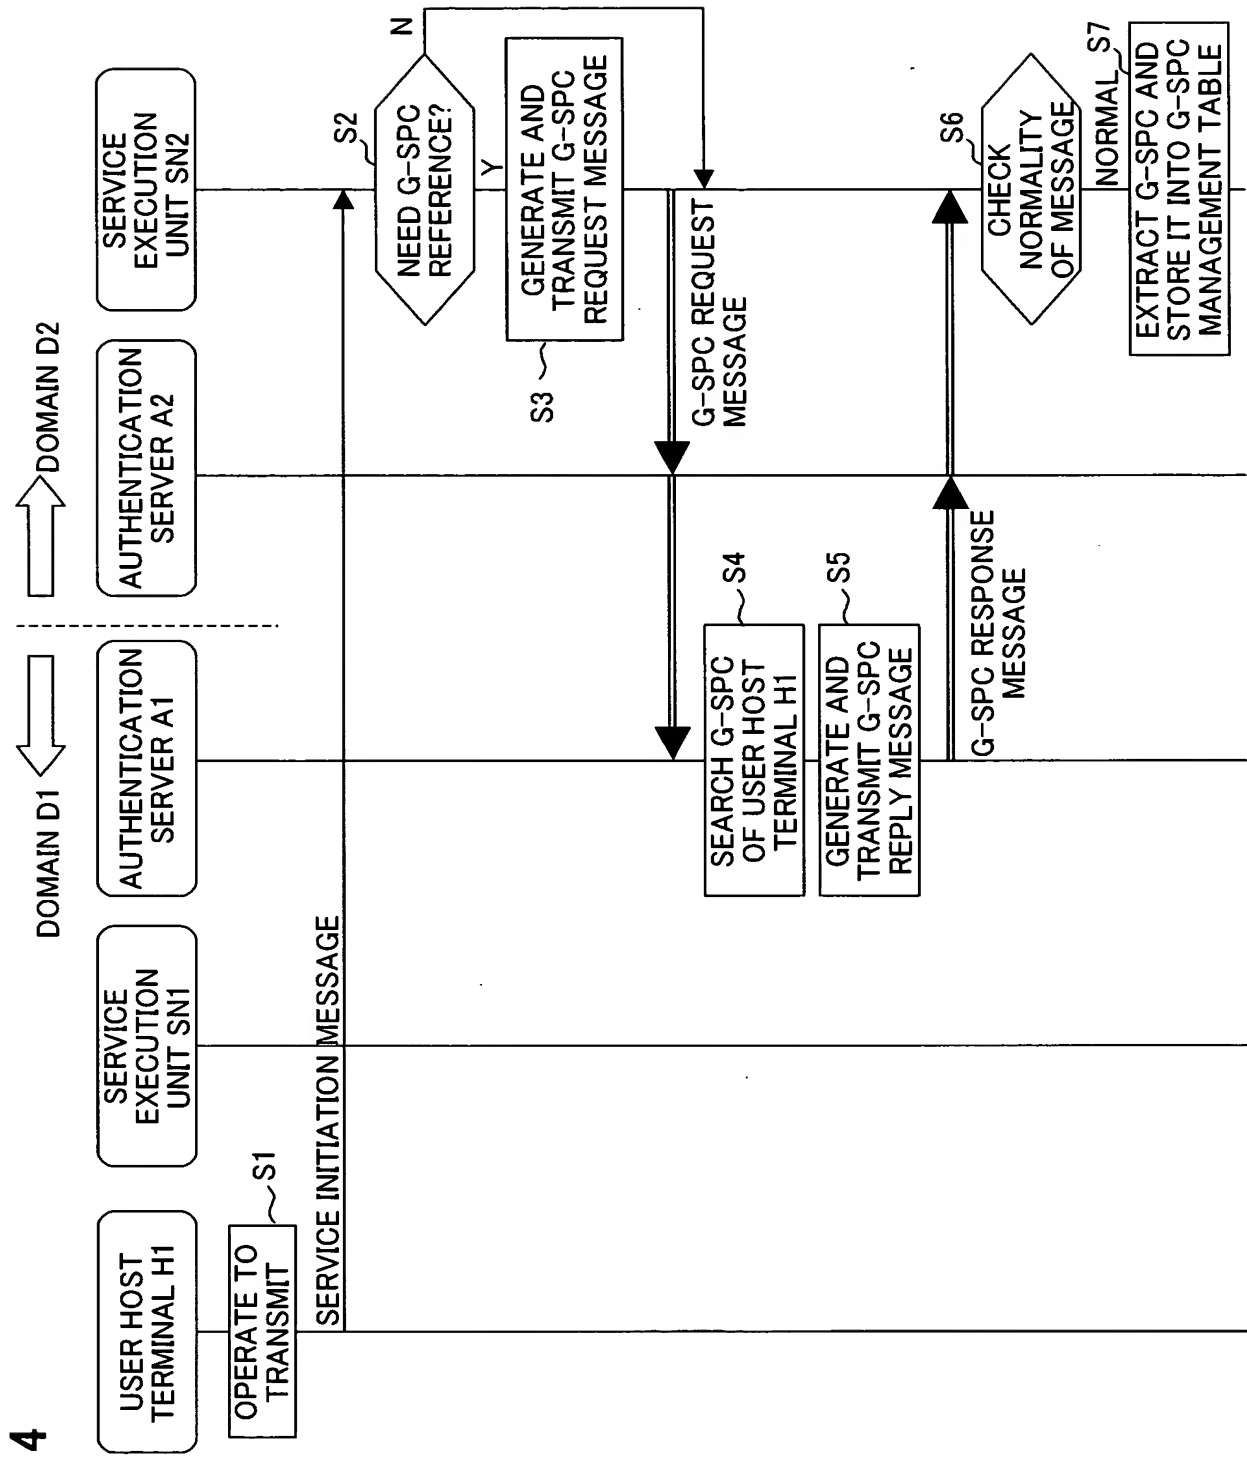 4
DOMAIN D1
DOMAIN D2
USER HOST
TERMINAL H1
SERVICE
EXECUTION
UNIT SN1
AUTHENTICATION
SERVER A1
AUTHENTICATION
SERVER A2
SERVICE
EXECUTION
UNIT SN2
OPERATE TO
TRANSMIT
S1
SERVICE INITIATION MESSAGE
S2
NEED G-SPC
REFERENCE?
N
Y
S3
GENERATE AND
TRANSMIT G-SPC
REQUEST MESSAGE
G-SPC REQUEST
MESSAGE
SEARCH G-SPC
OF USER HOST
TERMINAL H1
S4
GENERATE AND
TRANSMIT G-SPC
REPLY MESSAGE
S5
G-SPC RESPONSE
MESSAGE
S6
CHECK
NORMALITY
OF MESSAGE
NORMAL
S7
EXTRACT G-SPC AND
STORE IT INTO G-SPC
MANAGEMENT TABLE